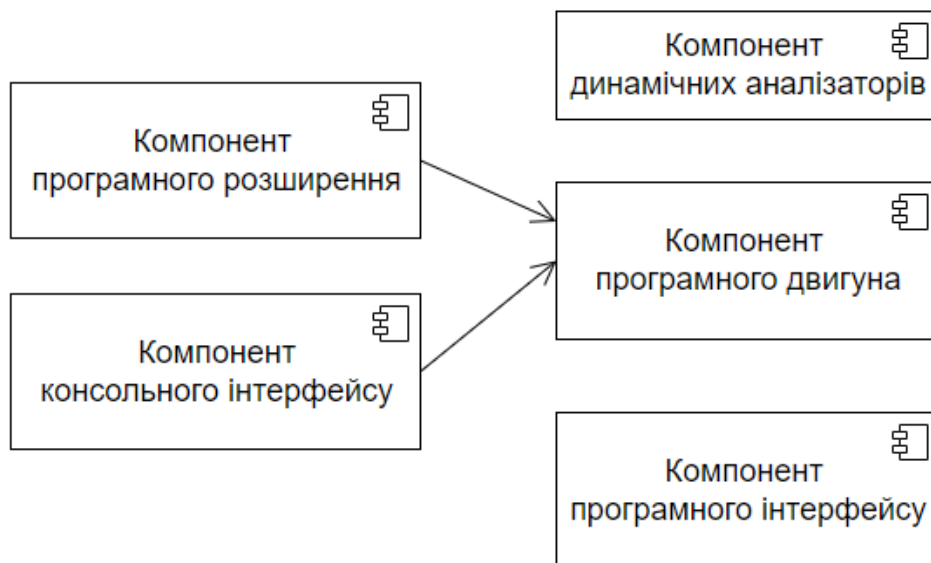 Компонент
динамічних аналізаторів
Компонент
програмного розширення
Компонент
програмного двигуна
Компонент
консольного інтерфейсу
Компонент
програмного інтерфейсу